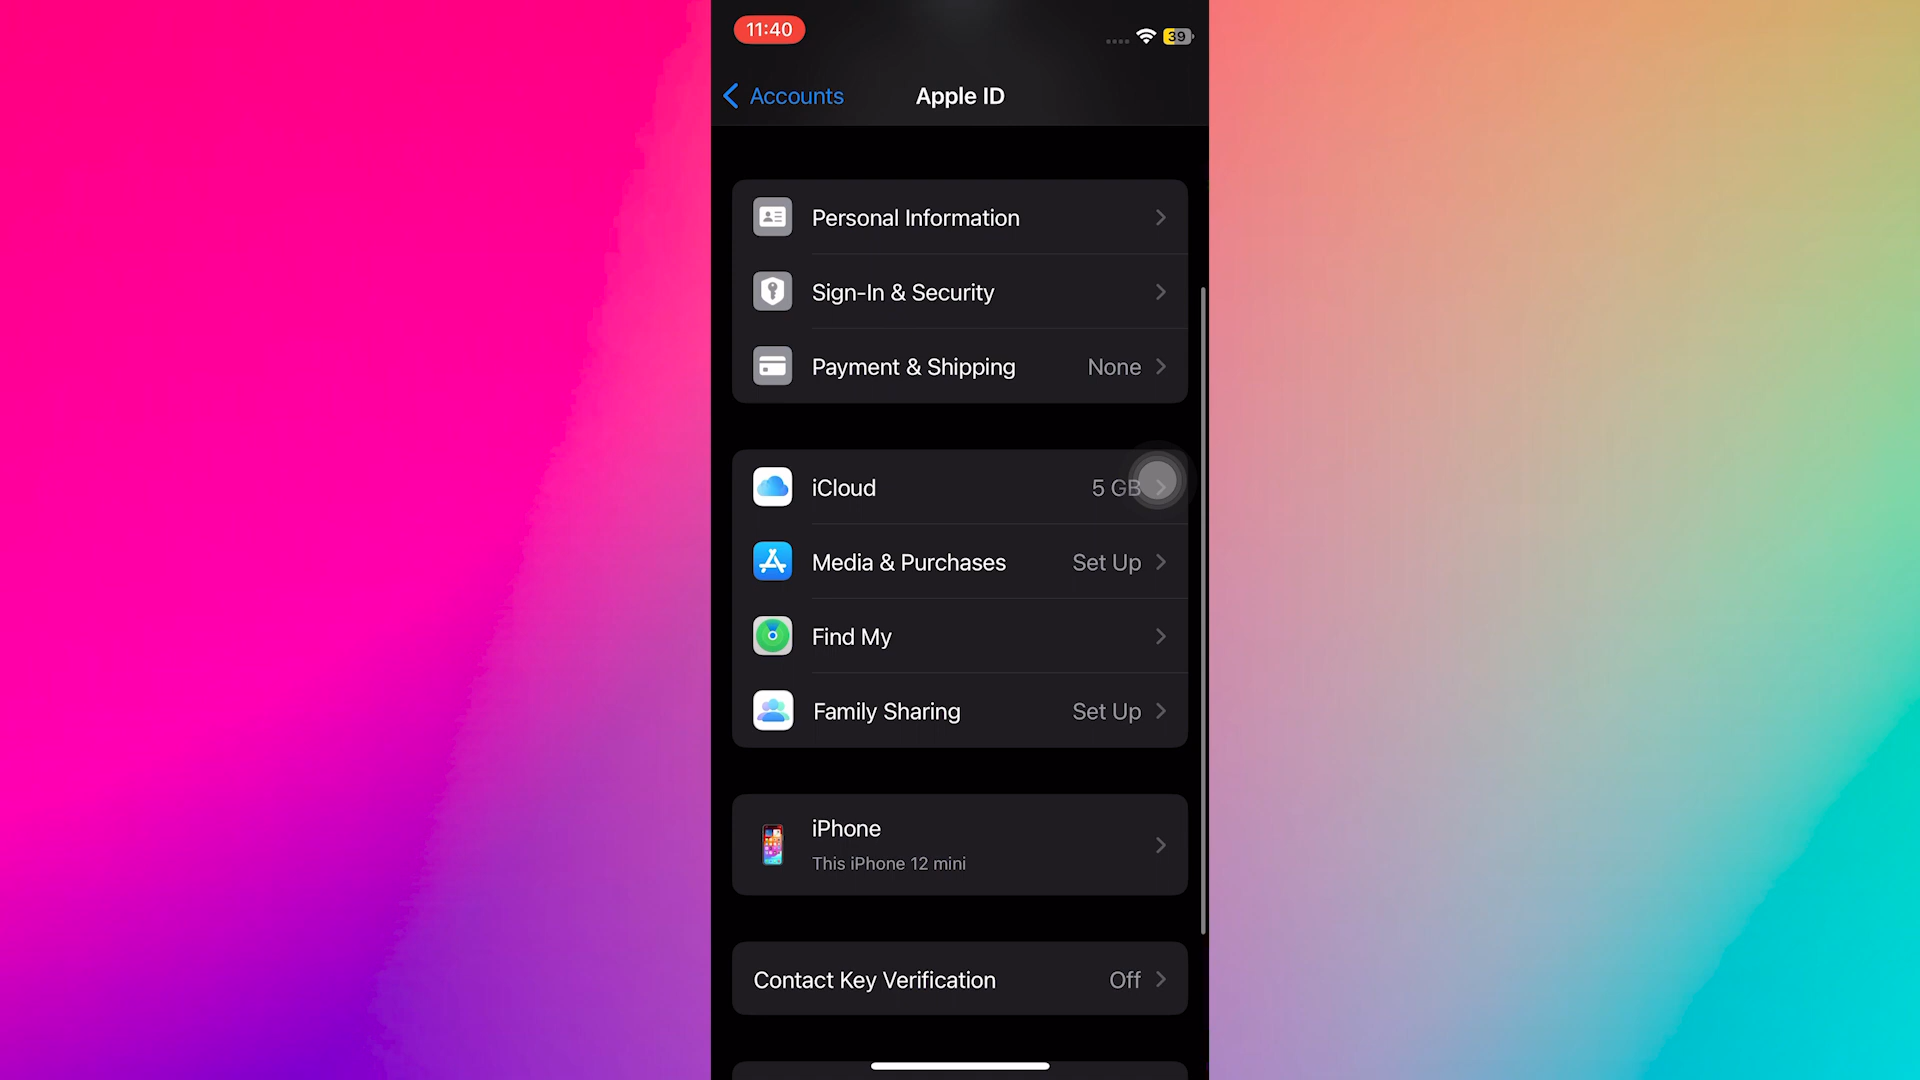 11:40
39
Accounts
Apple ID
Personal Information
Sign-In & Security
Payment & Shipping None
iCloud 5 GB
Media & Purchases Set Up
Find My
Family Sharing Set Up
iPhone
This iPhone 12 mini
Contact Key Verification Off